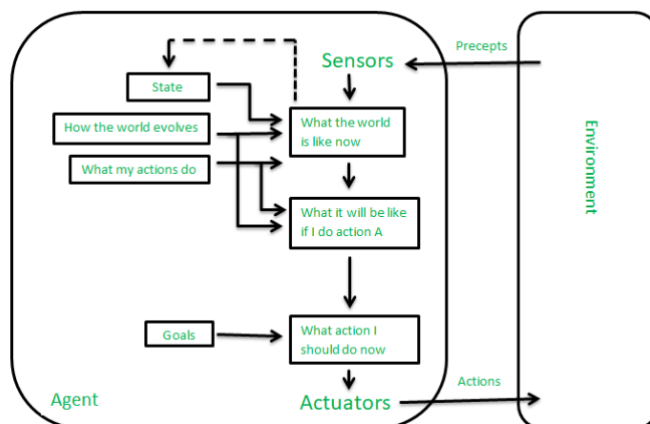 Precepts
Sensors
State
How the world evolves
What the world
is like now
What my actions do
What it will be like
if I do action A
Environment
Goals
What action I
should do now
Agent
Actuators
Actions